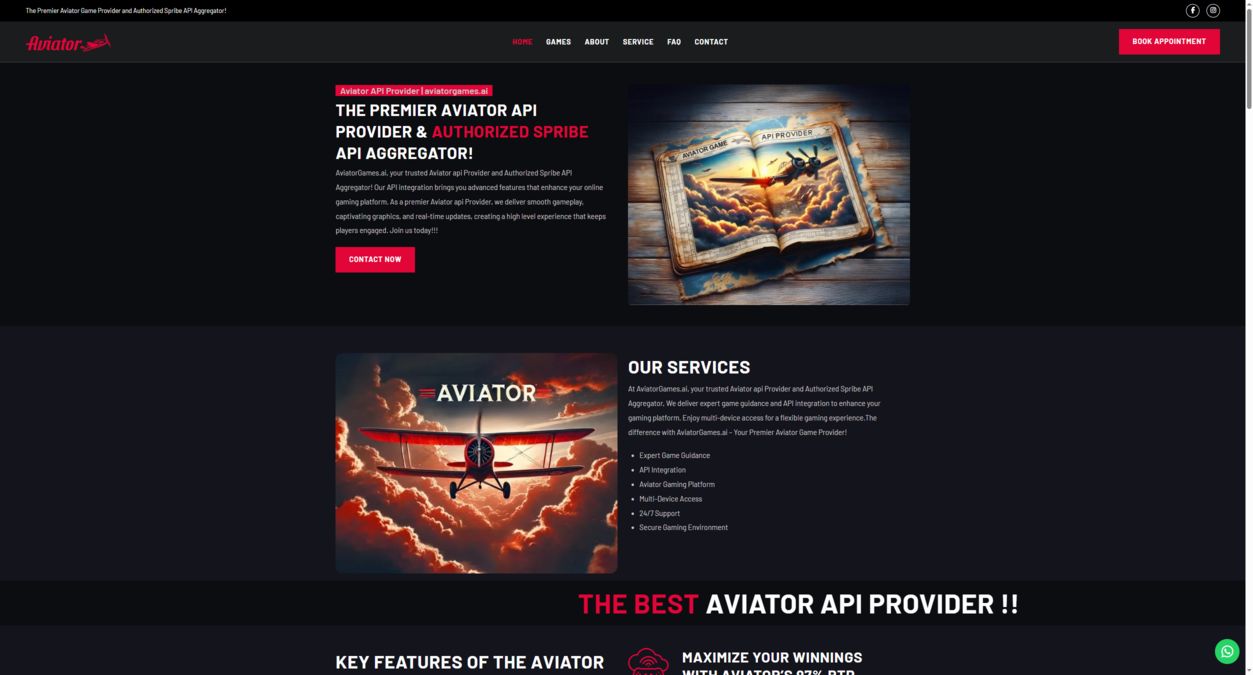 The Premier Aviator Game Provider and Authorized Spribe API Aggregator!
Aviator
HOME GAMES ABOUT SERVICE FAQ CONTACT
BOOK APPOINTMENT
Aviator API Provider | aviatorgames.ai
THE PREMIER AVIATOR API
PROVIDER & AUTHORIZED SPRIBE
API AGGREGATOR!
AviatorGames.ai, your trusted Aviator api Provider and Authorized Spribe API
Aggregator! Our API integration brings you advanced features that enhance your online
gaming platform. As a premier Aviator api Provider, we deliver smooth gameplay,
captivating graphics, and real-time updates, creating a high level experience that keeps
players engaged. Join us today!!!
CONTACT NOW
AVIATOR GAME
API PROVIDER
AVIATOR
OUR SERVICES
At AviatorGames.ai, your trusted Aviator api Provider and Authorized Spribe API
Aggregator, We deliver expert game guidance and API integration to enhance your
gaming platform. Enjoy multi-device access for a flexible gaming experience.The
difference with AviatorGames.ai – Your Premier Aviator Game Provider!
• Expert Game Guidance
• API Integration
• Aviator Gaming Platform
• Multi-Device Access
• 24/7 Support
• Secure Gaming Environment
THE BEST AVIATOR API PROVIDER !!
KEY FEATURES OF THE AVIATOR
MAXIMIZE YOUR WINNINGS
WITH AVIATOR'S 97% RTP